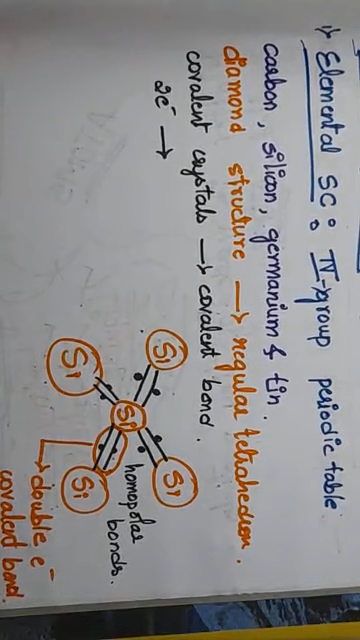 1) Elemental SC : IV-group periodic table.
carbon, silicon, germanium & tin.
diamond structure → regular tetrahedron.
covalent crystals → covalent bond.
2e⁻ →
Si
Si
Si
Si
Si
homopolar
bonds.
→ double e⁻
covalent bond.